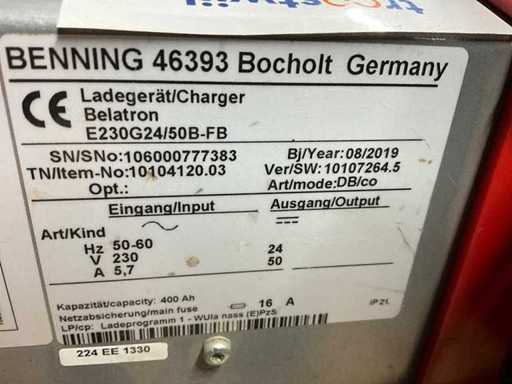 BENNING 46393 Bocholt Germany
CE Ladegerät/Charger
Belatron
E230G24/50B-FB
SN/SNo:106000777383 Bj/Year:08/2019
TN/Item-No:10104120.03 Ver/SW:10107264.5
Opt.: Art/mode:DB/co
Eingang/Input Ausgang/Output
Art/Kind
Hz 50-60
V 230 24
A 5,7 50
Kapazität/capacity: 400 Ah
Netzabsicherung/main fuse 16 A IP21.
LP/cp: Ladeprogramm 1 - WUIa nass (E)PzS
224 EE 1330